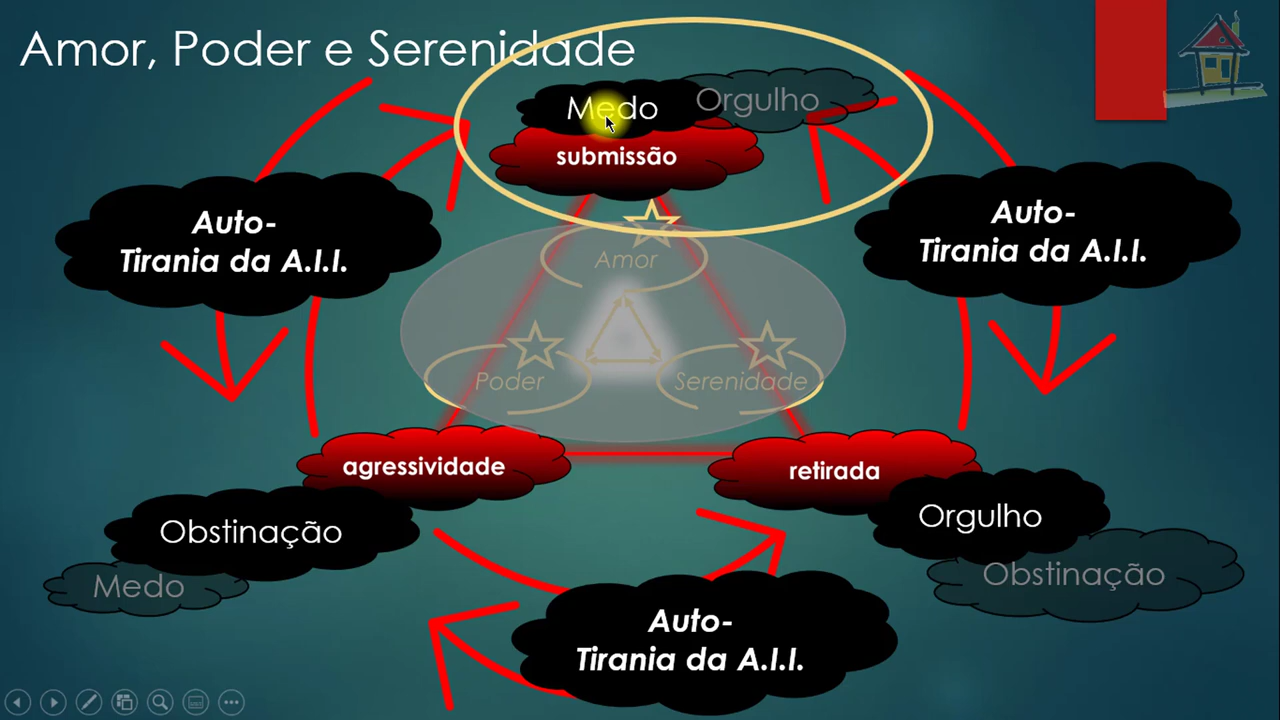 Amor, Poder e Serenidade
Medo
Orgulho
submissão
Auto-
Tirania da A.I.I.
Auto-
Tirania da A.I.I.
Amor
Poder
Serenidade
agressividade
retirada
Obstinação
Orgulho
Medo
Obstinação
Auto-
Tirania da A.I.I.